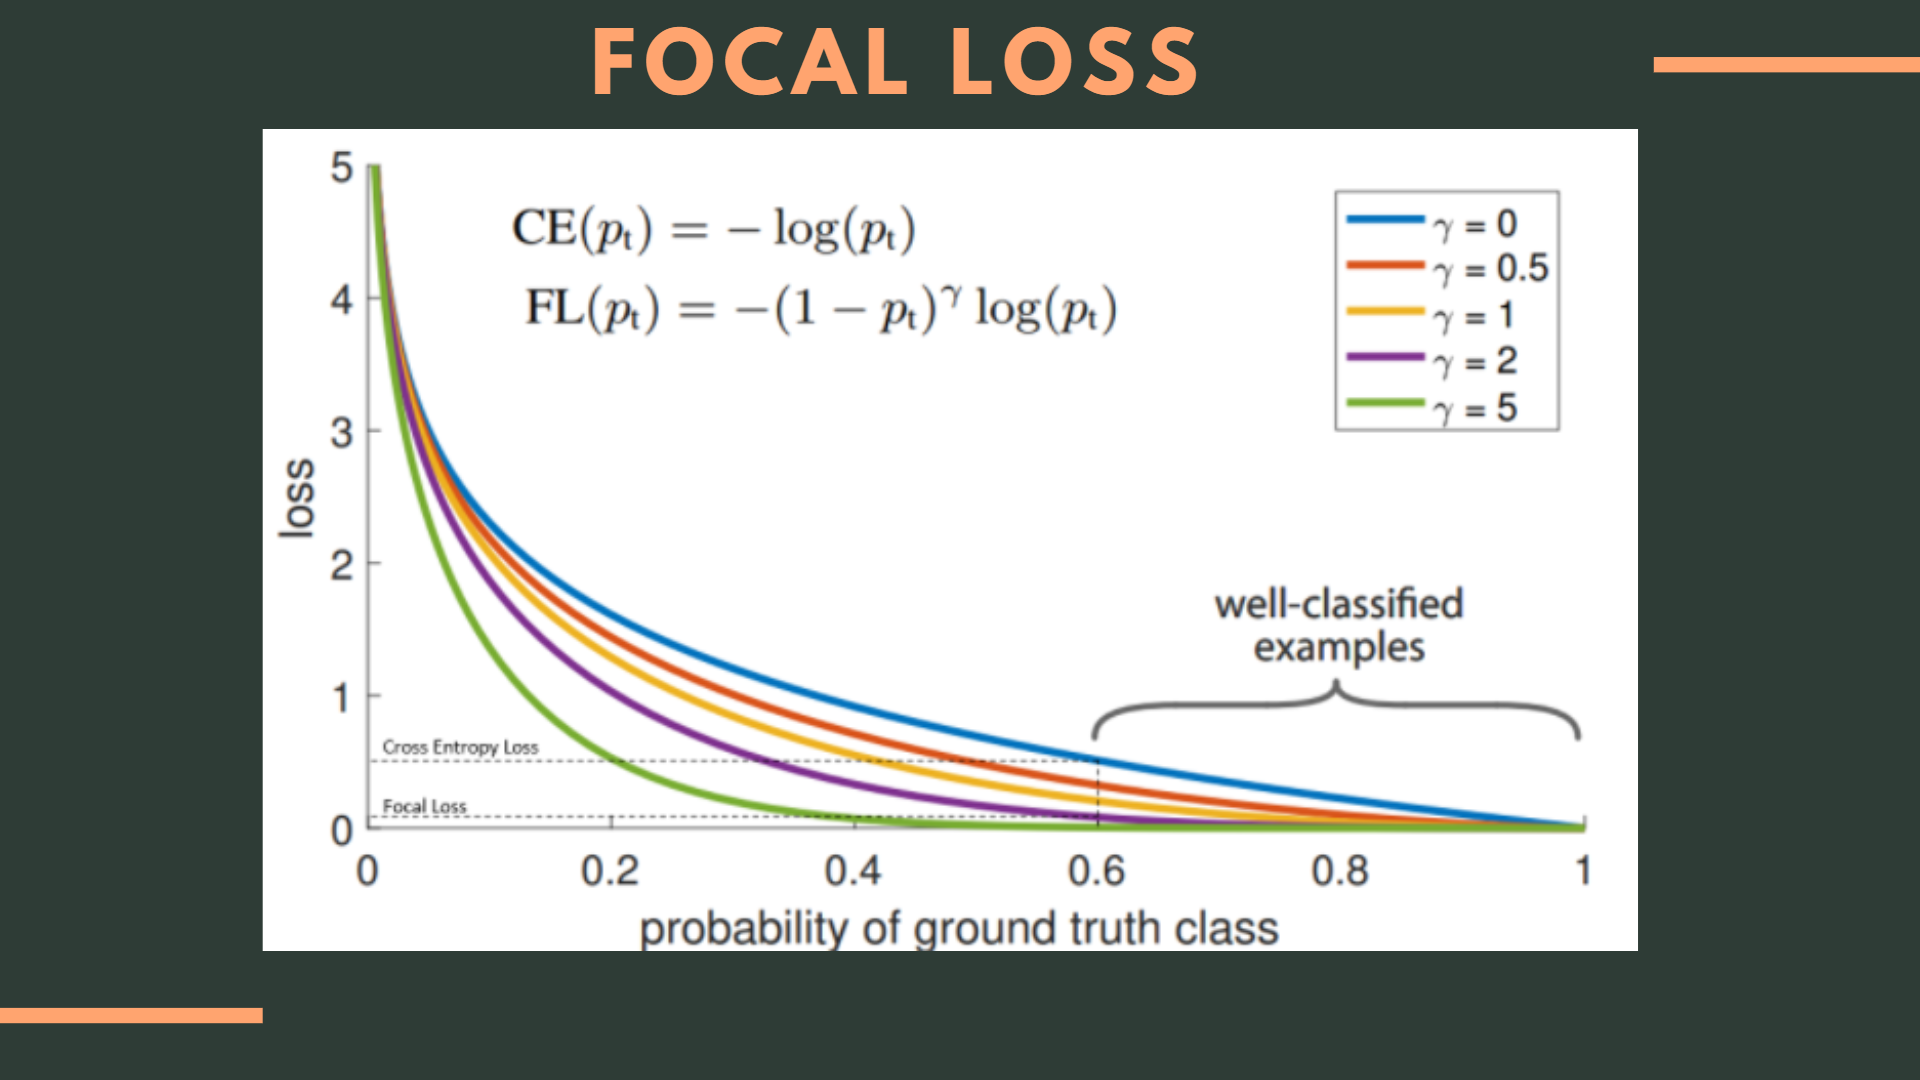 FOCAL LOSS
5
4
3
2
1
0
loss
CE(pₜ) = − log(pₜ)
FL(pₜ) = −(1 − pₜ)^γ log(pₜ)
γ = 0
γ = 0.5
γ = 1
γ = 2
γ = 5
well-classified
examples
Cross Entropy Loss
Focal Loss
0 0.2 0.4 0.6 0.8 1
probability of ground truth class